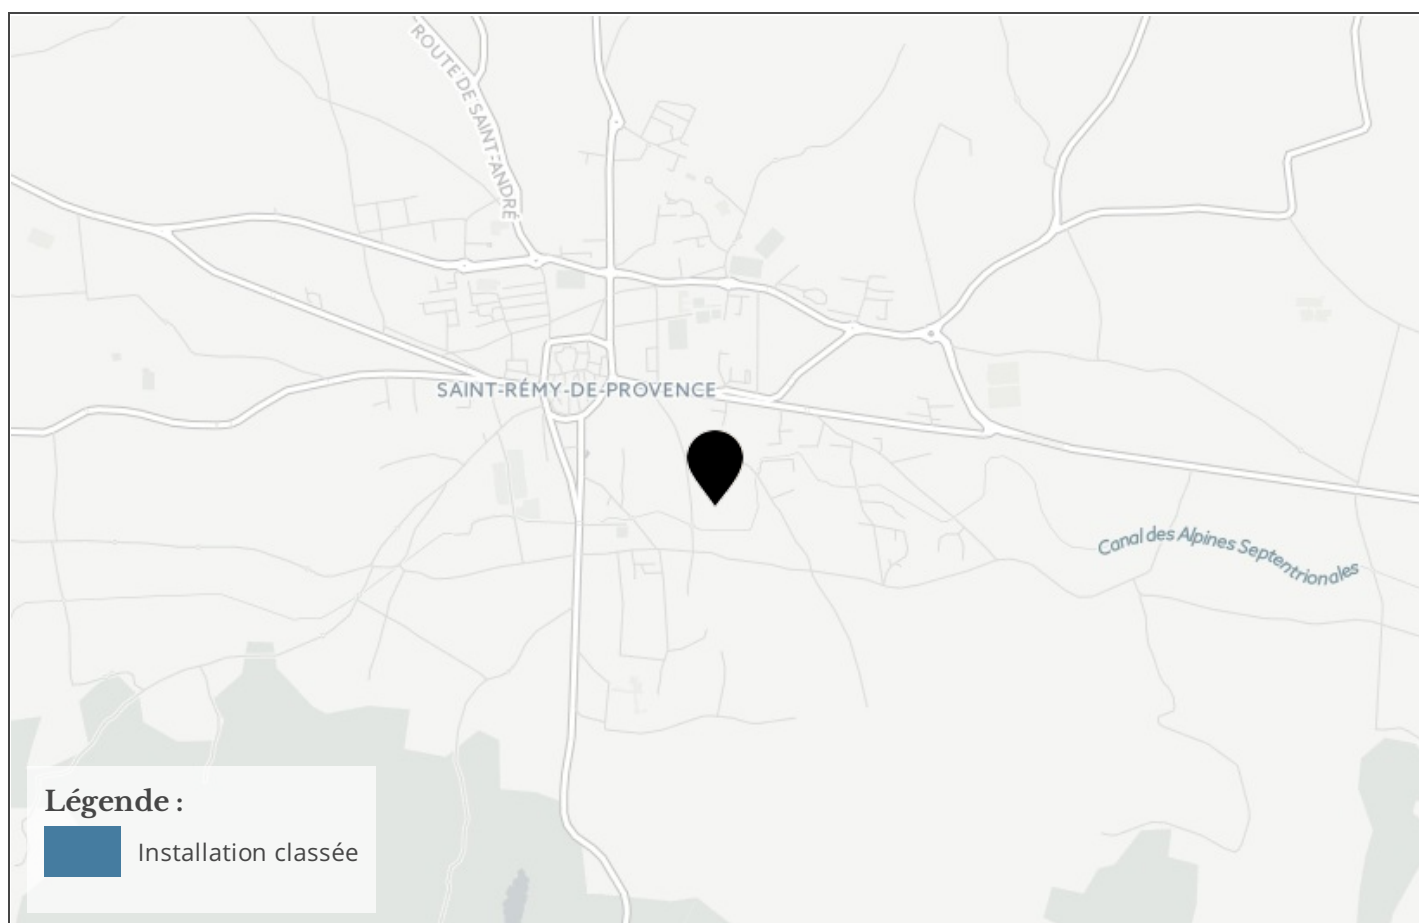 ROUTE DE SAINT-ANDRÉ
SAINT-RÉMY-DE-PROVENCE
Canal des Alpines Septentrionales
Légende :
Installation classée